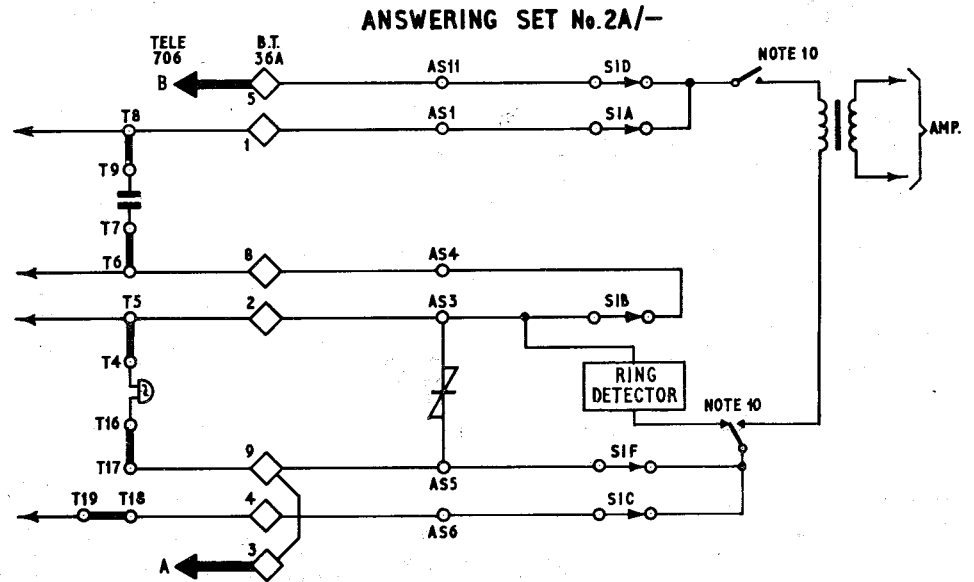 ANSWERING SET No.2A/–
TELE
706
B.T.
36A
NOTE 10
B
5
AS11
S1D
T8
1
AS1
S1A
AMP.
T9
T7
T6
8
AS4
T5
2
AS3
S1B
T4
RING
DETECTOR
NOTE 10
T16
T17
9
AS5
S1F
T19 T18
4
AS6
S1C
A
3